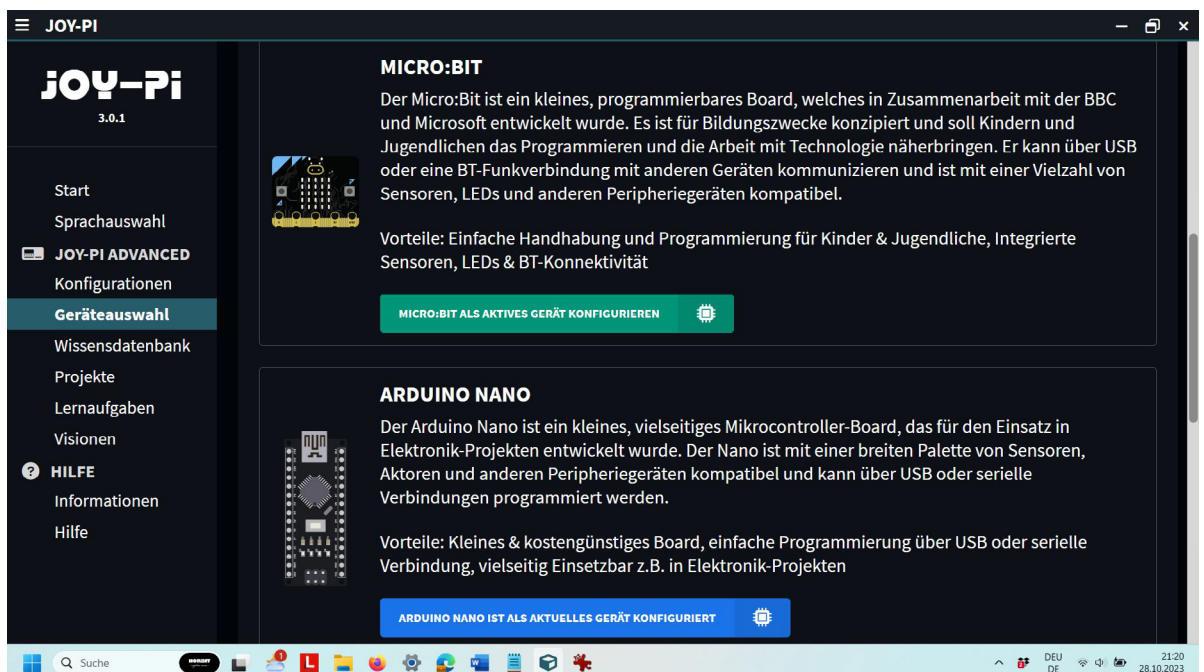 JOY-PI
JOY-Pi
3.0.1
Start
Sprachauswahl
JOY-PI ADVANCED
Konfigurationen
Geräteauswahl
Wissensdatenbank
Projekte
Lernaufgaben
Visionen
HILFE
Informationen
Hilfe
MICRO:BIT
Der Micro:Bit ist ein kleines, programmierbares Board, welches in Zusammenarbeit mit der BBC
und Microsoft entwickelt wurde. Es ist für Bildungszwecke konzipiert und soll Kindern und
Jugendlichen das Programmieren und die Arbeit mit Technologie näherbringen. Er kann über USB
oder eine BT-Funkverbindung mit anderen Geräten kommunizieren und ist mit einer Vielzahl von
Sensoren, LEDs und anderen Peripheriegeräten kompatibel.
Vorteile: Einfache Handhabung und Programmierung für Kinder & Jugendliche, Integrierte
Sensoren, LEDs & BT-Konnektivität
MICRO:BIT ALS AKTIVES GERÄT KONFIGURIEREN
ARDUINO NANO
Der Arduino Nano ist ein kleines, vielseitiges Mikrocontroller-Board, das für den Einsatz in
Elektronik-Projekten entwickelt wurde. Der Nano ist mit einer breiten Palette von Sensoren,
Aktoren und anderen Peripheriegeräten kompatibel und kann über USB oder serielle
Verbindungen programmiert werden.
Vorteile: Kleines & kostengünstiges Board, einfache Programmierung über USB oder serielle
Verbindung, vielseitig Einsetzbar z.B. in Elektronik-Projekten
ARDUINO NANO IST ALS AKTUELLES GERÄT KONFIGURIERT
Suche
1
L
DEU
DE
21:20
28.10.2023